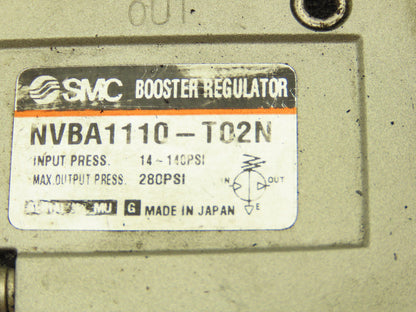 OUT
SMC BOOSTER REGULATOR
NVBA1110-T02N
INPUT PRESS. 14~140PSI
MAX.OUTPUT PRESS. 280PSI
IN OUT
E
MU G MADE IN JAPAN